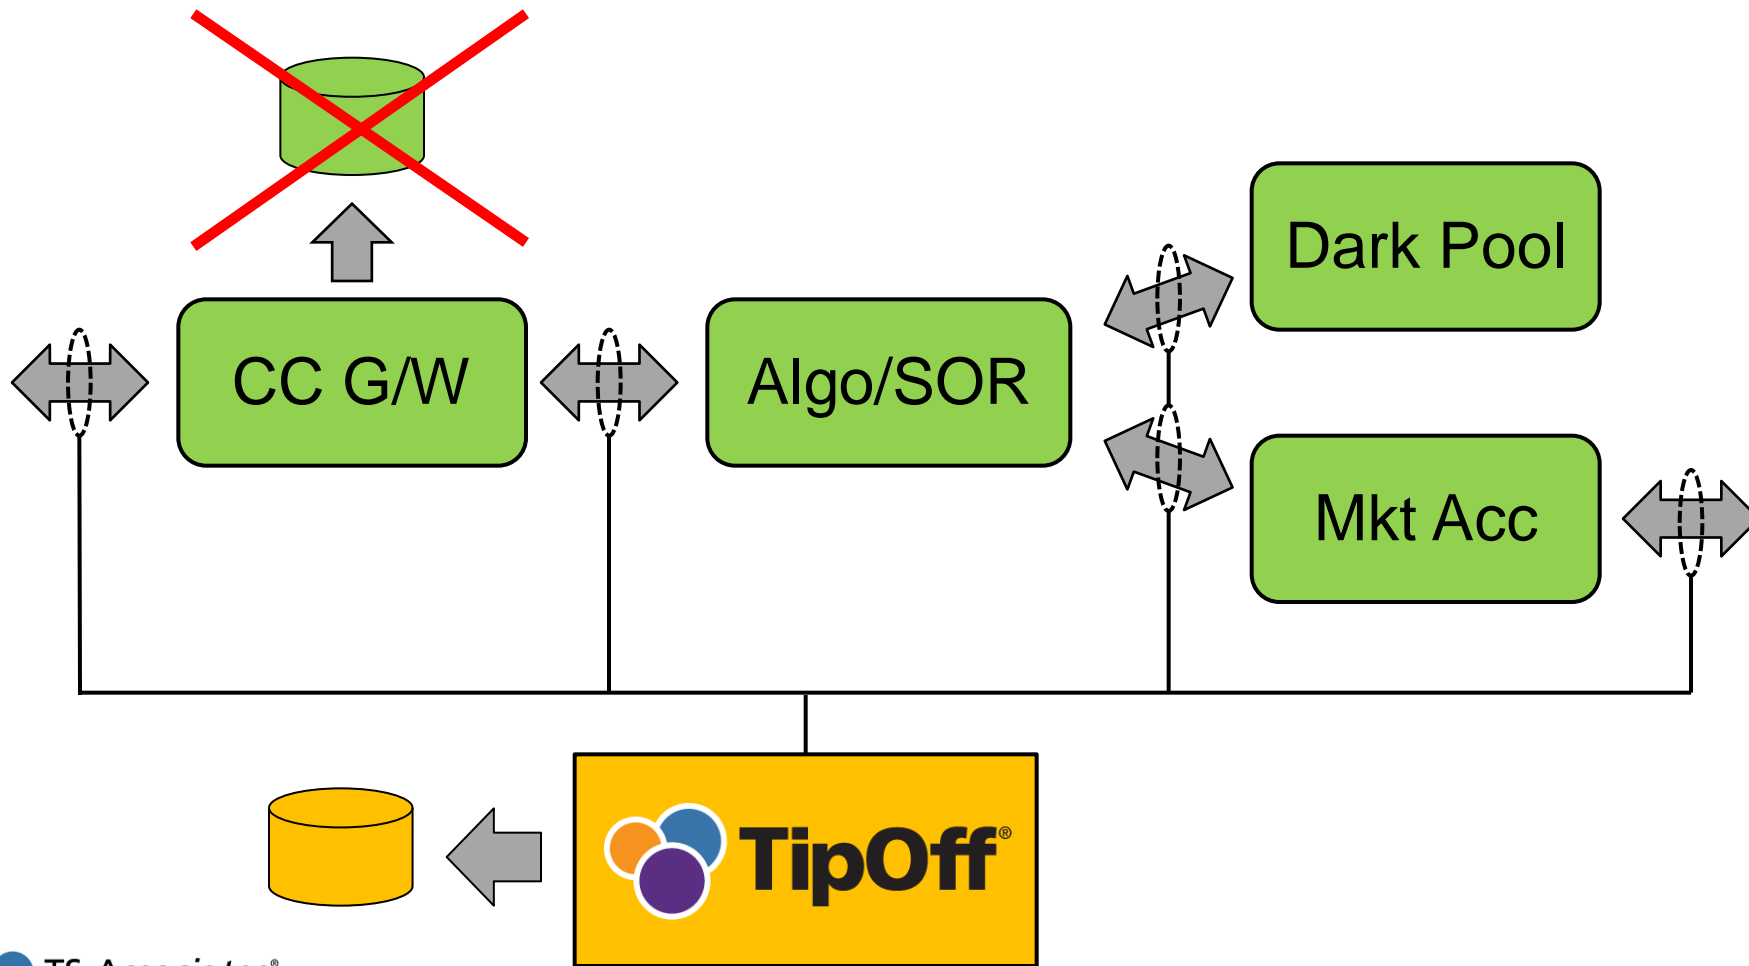 Dark Pool
CC G/W
Algo/SOR
Mkt Acc
TipOff®